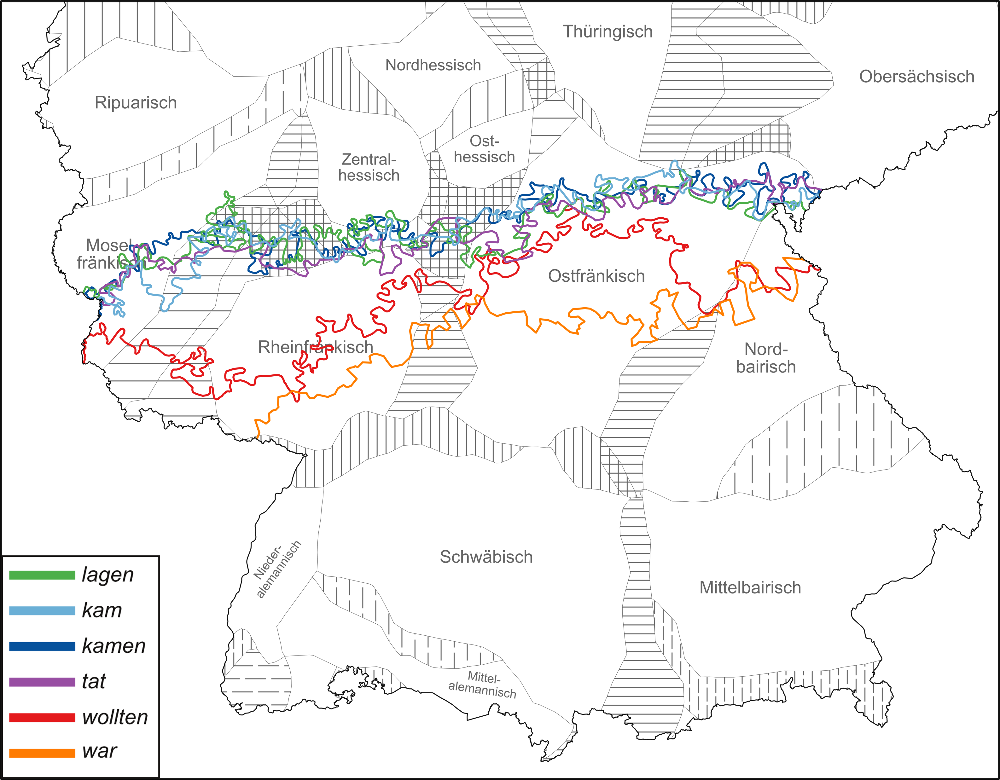 Thüringisch
Nordhessisch
Obersächsisch
Ripuarisch
Ost-
hessisch
Zentral-
hessisch
Mosel-
fränkisch
Ostfränkisch
Rheinfränkisch
Nord-
bairisch
Nieder-
alemannisch
Schwäbisch
Mittelbairisch
Mittel-
alemannisch
lagen
kam
kamen
tat
wollten
war